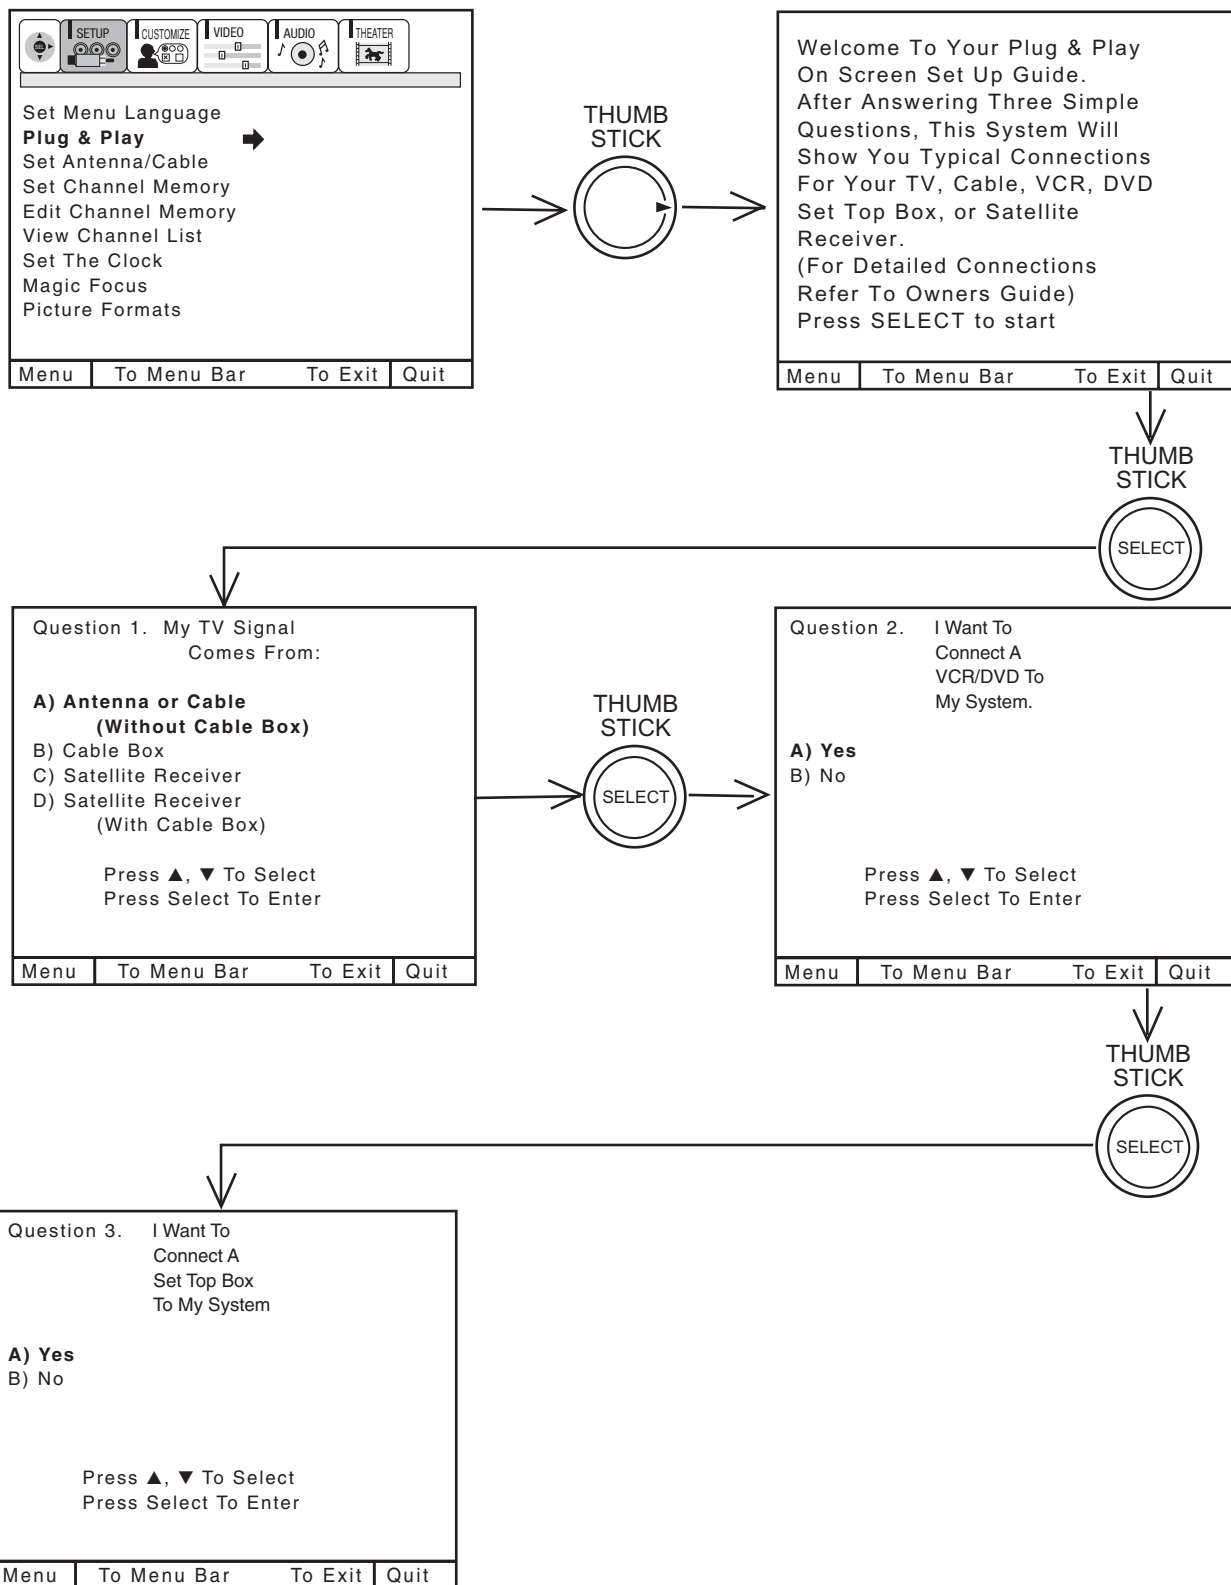 SETUP
CUSTOMIZE
VIDEO
AUDIO
THEATER
SEL
Set Menu Language
Plug & Play
Set Antenna/Cable
Set Channel Memory
Edit Channel Memory
View Channel List
Set The Clock
Magic Focus
Picture Formats
Menu To Menu Bar To Exit Quit
THUMB
STICK
Welcome To Your Plug & Play
On Screen Set Up Guide.
After Answering Three Simple
Questions, This System Will
Show You Typical Connections
For Your TV, Cable, VCR, DVD
Set Top Box, or Satellite
Receiver.
(For Detailed Connections
Refer To Owners Guide)
Press SELECT to start
Menu To Menu Bar To Exit Quit
THUMB
STICK
SELECT
Question 1. My TV Signal
Comes From:
A) Antenna or Cable
(Without Cable Box)
B) Cable Box
C) Satellite Receiver
D) Satellite Receiver
(With Cable Box)
Press ▲, ▼ To Select
Press Select To Enter
Menu To Menu Bar To Exit Quit
THUMB
STICK
SELECT
Question 2. I Want To
Connect A
VCR/DVD To
My System.
A) Yes
B) No
Press ▲, ▼ To Select
Press Select To Enter
Menu To Menu Bar To Exit Quit
THUMB
STICK
SELECT
Question 3. I Want To
Connect A
Set Top Box
To My System
A) Yes
B) No
Press ▲, ▼ To Select
Press Select To Enter
Menu To Menu Bar To Exit Quit